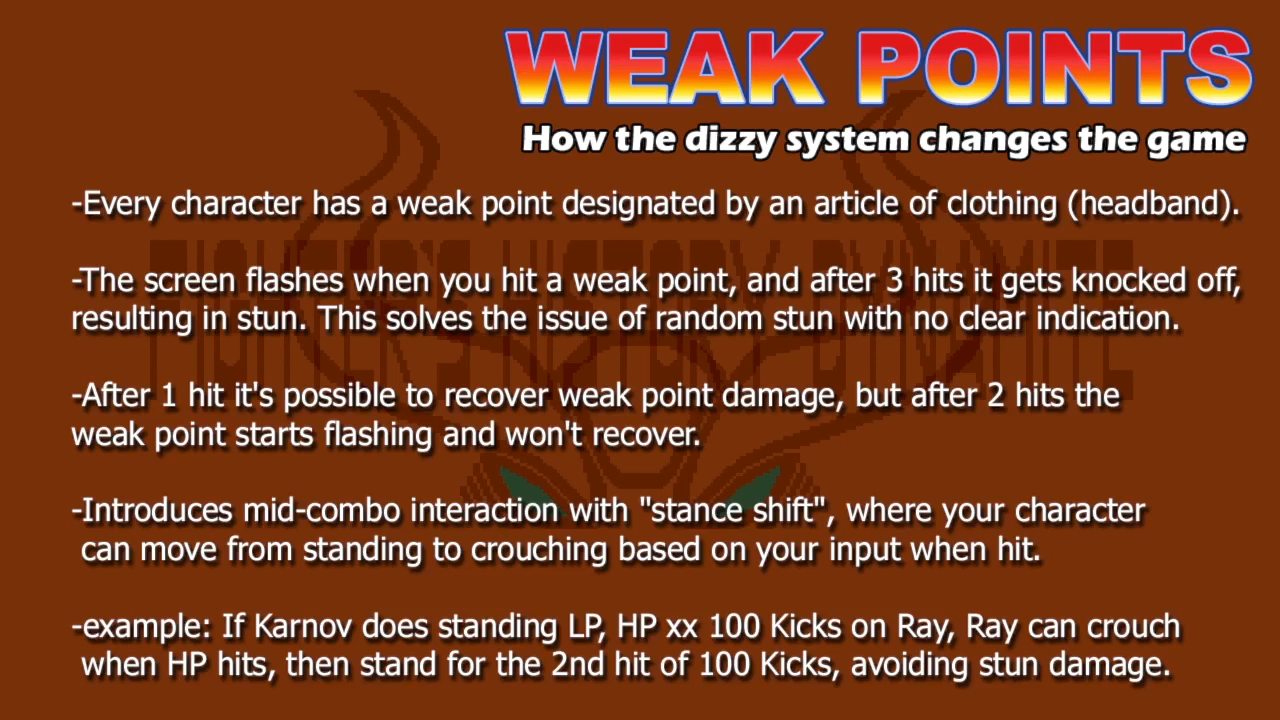 WEAK POINTS
How the dizzy system changes the game
-Every character has a weak point designated by an article of clothing (headband).
FIGHTER'S HISTORY DYNAMITE
-The screen flashes when you hit a weak point, and after 3 hits it gets knocked off,
resulting in stun. This solves the issue of random stun with no clear indication.
-After 1 hit it's possible to recover weak point damage, but after 2 hits the
weak point starts flashing and won't recover.
-Introduces mid-combo interaction with "stance shift", where your character
can move from standing to crouching based on your input when hit.
-example: If Karnov does standing LP, HP xx 100 Kicks on Ray, Ray can crouch
when HP hits, then stand for the 2nd hit of 100 Kicks, avoiding stun damage.